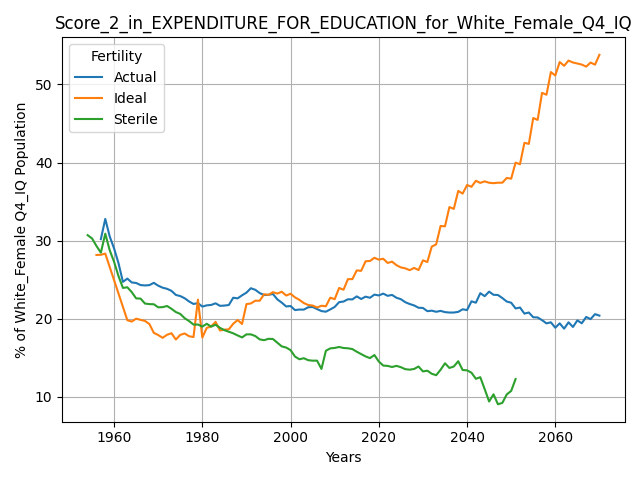 Score_2_in_EXPENDITURE_FOR_EDUCATION_for_White_Female_Q4_IQ
Fertility
Actual
Ideal
Sterile
% of White_Female Q4_IQ Population
50
40
30
20
10
1960
1980
2000
2020
2040
2060
Years